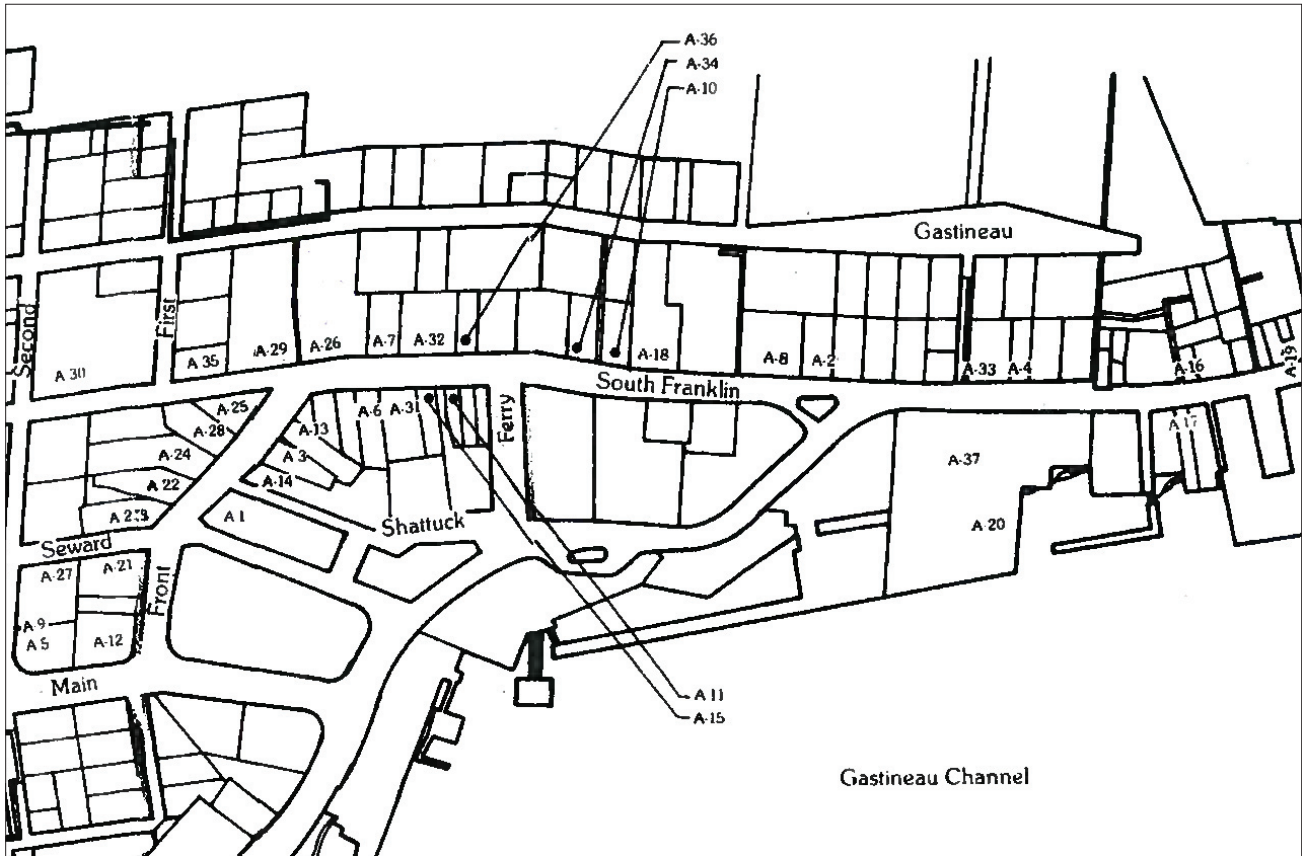 A-36
A-34
A-10
Gastineau
Second
First
A 30
A 35
A-29
A-26
A-7
A-32
A-18
A-8
A-2
A-33
A-4
A-16
A-19
South Franklin
A-25
A-28
A-24
A 22
A-13
A 3
A-14
A-6
A-31
Ferry
A-17
A-37
A-20
A 1
Shattuck
Seward
A-27
A-21
Front
A-9
A 5
A-12
Main
A 11
A-15
Gastineau Channel